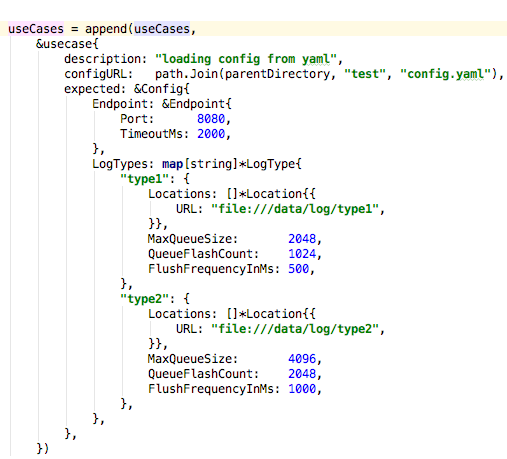 useCases = append(useCases,
    &usecase{
        description: "loading config from yaml",
        configURL:   path.Join(parentDirectory, "test", "config.yaml"),
        expected: &Config{
            Endpoint: &Endpoint{
                Port:      8080,
                TimeoutMs: 2000,
            },
            LogTypes: map[string]*LogType{
                "type1": {
                    Locations: []*Location{{
                        URL: "file:///data/log/type1",
                    }},
                    MaxQueueSize:       2048,
                    QueueFlashCount:    1024,
                    FlushFrequencyInMs: 500,
                },
                "type2": {
                    Locations: []*Location{{
                        URL: "file:///data/log/type2",
                    }},
                    MaxQueueSize:       4096,
                    QueueFlashCount:    2048,
                    FlushFrequencyInMs: 1000,
                },
            },
        },
    })